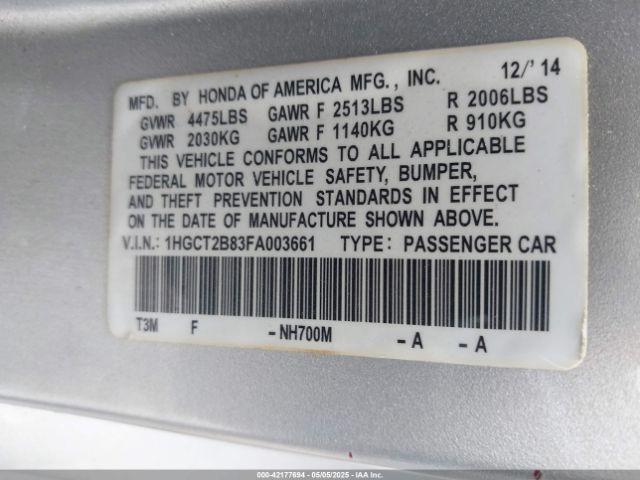 MFD. BY HONDA OF AMERICA MFG., INC. 12/'14
GVWR 4475LBS GAWR F 2513LBS R 2006LBS
GVWR 2030KG GAWR F 1140KG R 910KG
THIS VEHICLE CONFORMS TO ALL APPLICABLE
FEDERAL MOTOR VEHICLE SAFETY, BUMPER,
AND THEFT PREVENTION STANDARDS IN EFFECT
ON THE DATE OF MANUFACTURE SHOWN ABOVE.
V.I.N.: 1HGCT2B83FA003661 TYPE: PASSENGER CAR
T3M F -NH700M -A -A
000-42177694 - 05/05/2025 - IAA Corp.